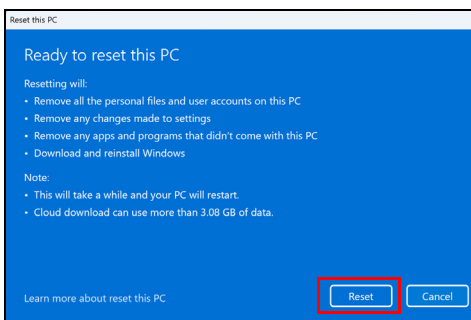 Reset this PC
Ready to reset this PC
Resetting will:
• Remove all the personal files and user accounts on this PC
• Remove any changes made to settings
• Remove any apps and programs that didn't come with this PC
• Download and reinstall Windows
Note:
• This will take a while and your PC will restart.
• Cloud download can use more than 3.08 GB of data.
Learn more about reset this PC
Reset
Cancel